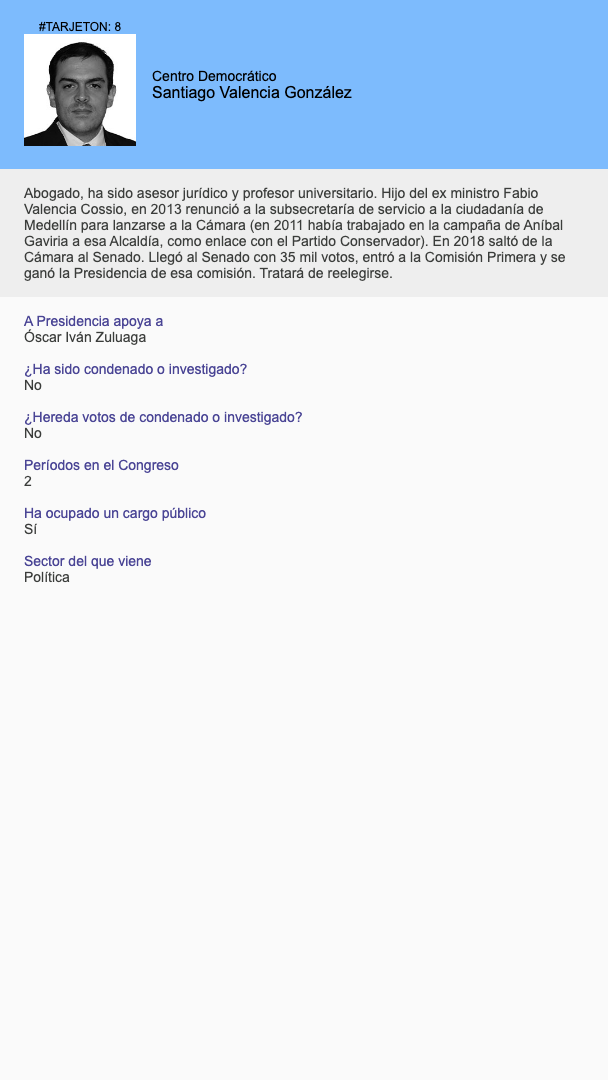 #TARJETON: 8
Centro Democrático
Santiago Valencia González
Abogado, ha sido asesor jurídico y profesor universitario. Hijo del ex ministro Fabio
Valencia Cossio, en 2013 renunció a la subsecretaría de servicio a la ciudadanía de
Medellín para lanzarse a la Cámara (en 2011 había trabajado en la campaña de Aníbal
Gaviria a esa Alcaldía, como enlace con el Partido Conservador). En 2018 saltó de la
Cámara al Senado. Llegó al Senado con 35 mil votos, entró a la Comisión Primera y se
ganó la Presidencia de esa comisión. Tratará de reelegirse.
A Presidencia apoya a
Óscar Iván Zuluaga
¿Ha sido condenado o investigado?
No
¿Hereda votos de condenado o investigado?
No
Períodos en el Congreso
2
Ha ocupado un cargo público
Sí
Sector del que viene
Política